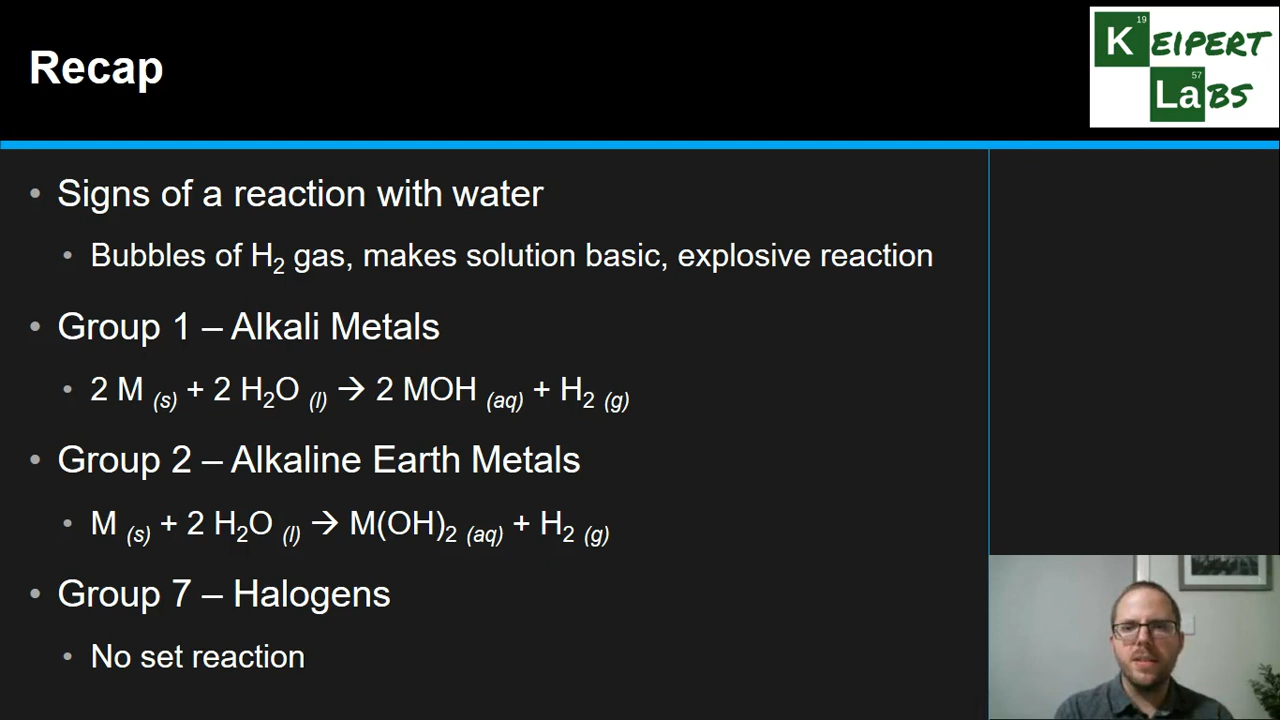 Recap
19
KEIPERT
57
LaBS
• Signs of a reaction with water
• Bubbles of H₂ gas, makes solution basic, explosive reaction
• Group 1 – Alkali Metals
• 2 M (s) + 2 H₂O (l) → 2 MOH (aq) + H₂ (g)
• Group 2 – Alkaline Earth Metals
• M (s) + 2 H₂O (l) → M(OH)₂ (aq) + H₂ (g)
• Group 7 – Halogens
• No set reaction